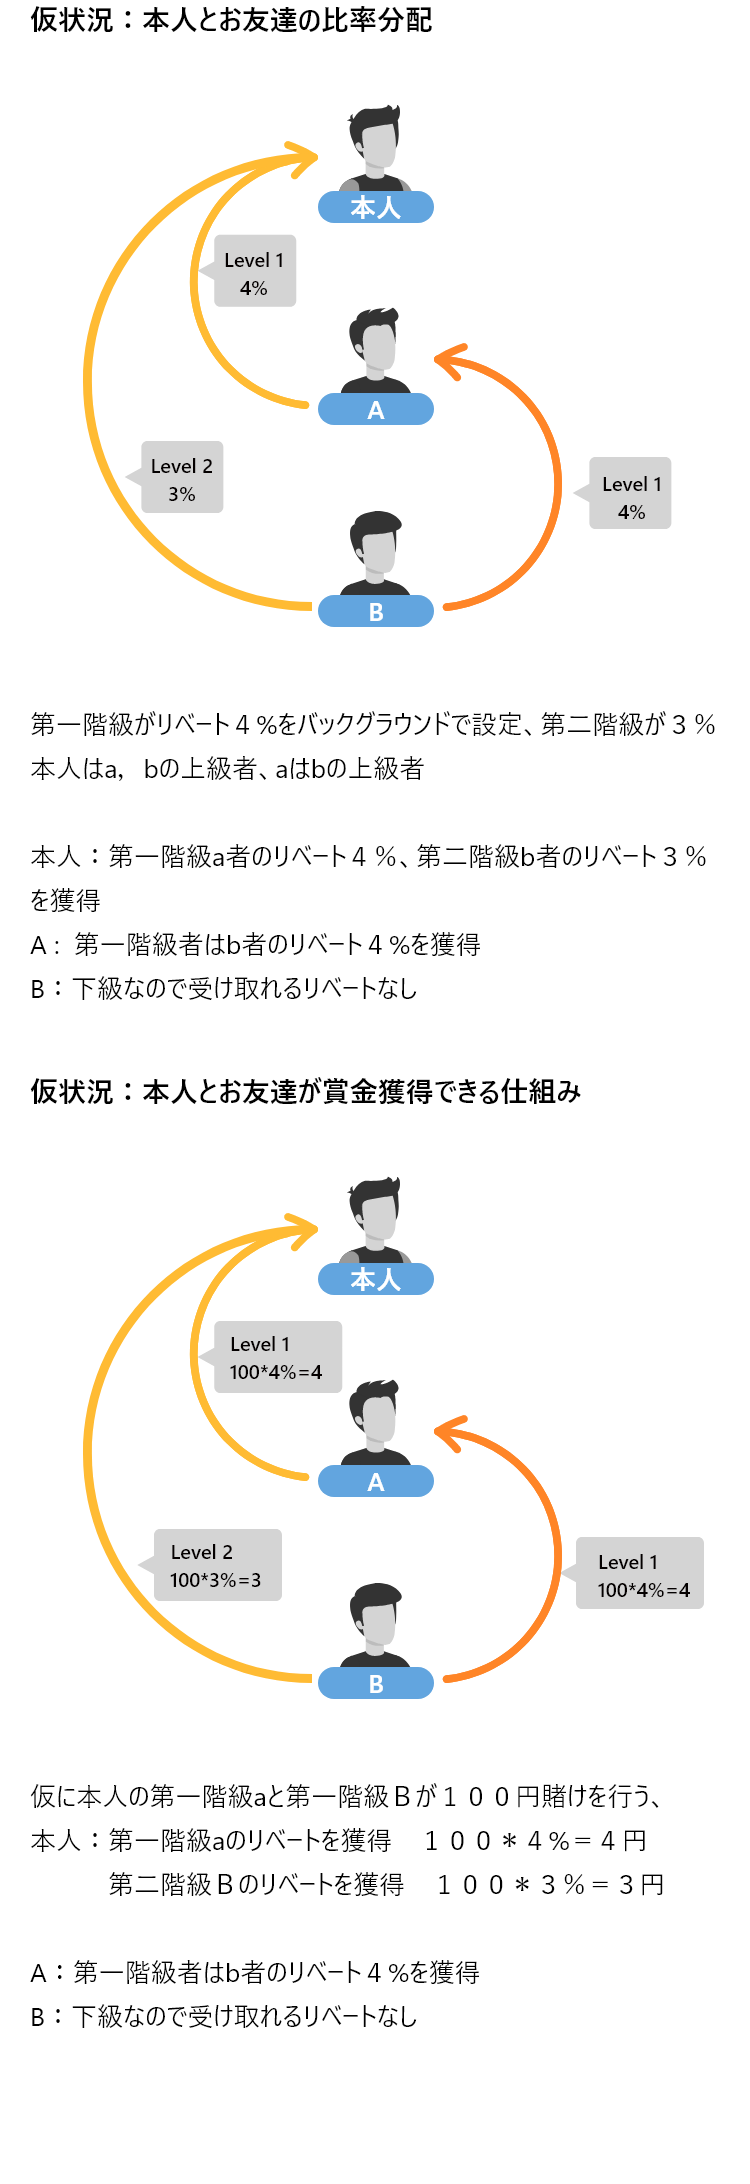 仮状況：本人とお友達の比率分配
本人
Level 1
4%
A
Level 2
3%
Level 1
4%
B
第一階級がリベート４%をバックグラウンドで設定、第二階級が３％
本人はa，bの上級者、aはbの上級者
本人：第一階級a者のリベート４％、第二階級b者のリベート３％
を獲得
A： 第一階級者はb者のリベート４%を獲得
B：下級なので受け取れるリベートなし
仮状況：本人とお友達が賞金獲得できる仕組み
本人
Level 1
100*4%=4
A
Level 2
100*3%=3
Level 1
100*4%=4
B
仮に本人の第一階級aと第一階級Ｂが１００円賭けを行う、
本人：第一階級aのリベートを獲得　１００＊４%＝４円
第二階級Ｂのリベートを獲得　１００＊３％＝３円
A：第一階級者はb者のリベート４%を獲得
B：下級なので受け取れるリベートなし